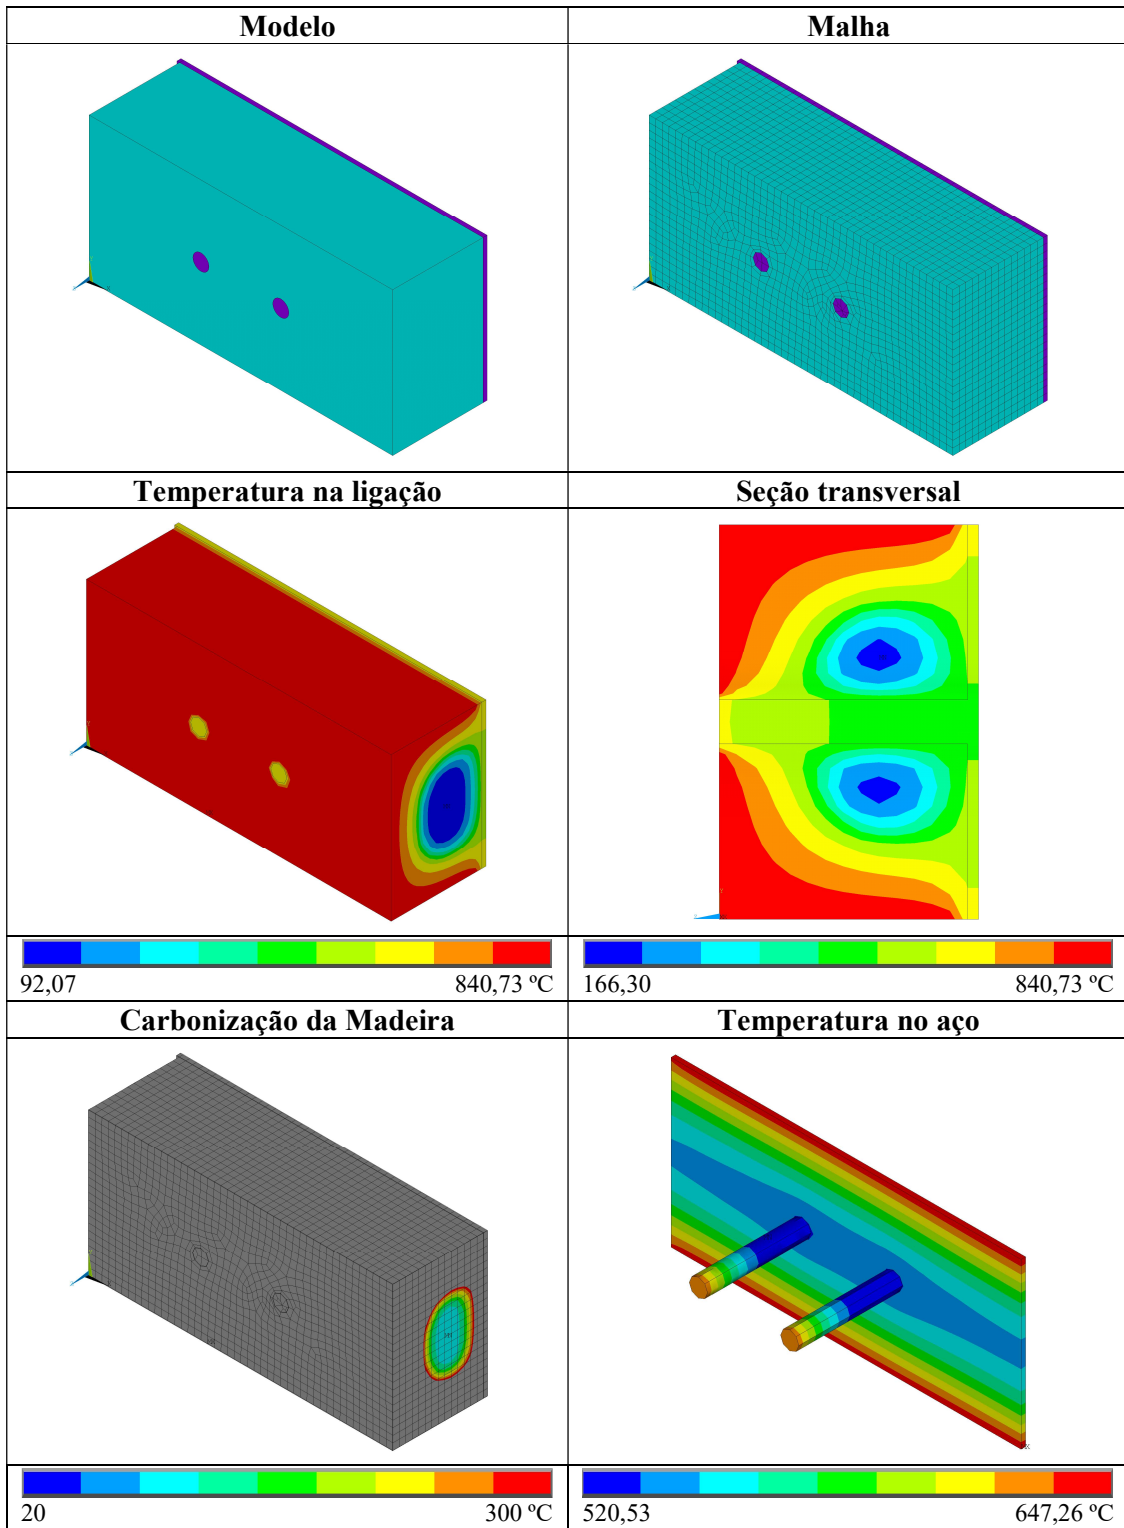 Modelo
Malha
Temperatura na ligação
Seção transversal
92,07
840,73 ºC
166,30
840,73 ºC
Carbonização da Madeira
Temperatura no aço
20
300 ºC
520,53
647,26 ºC